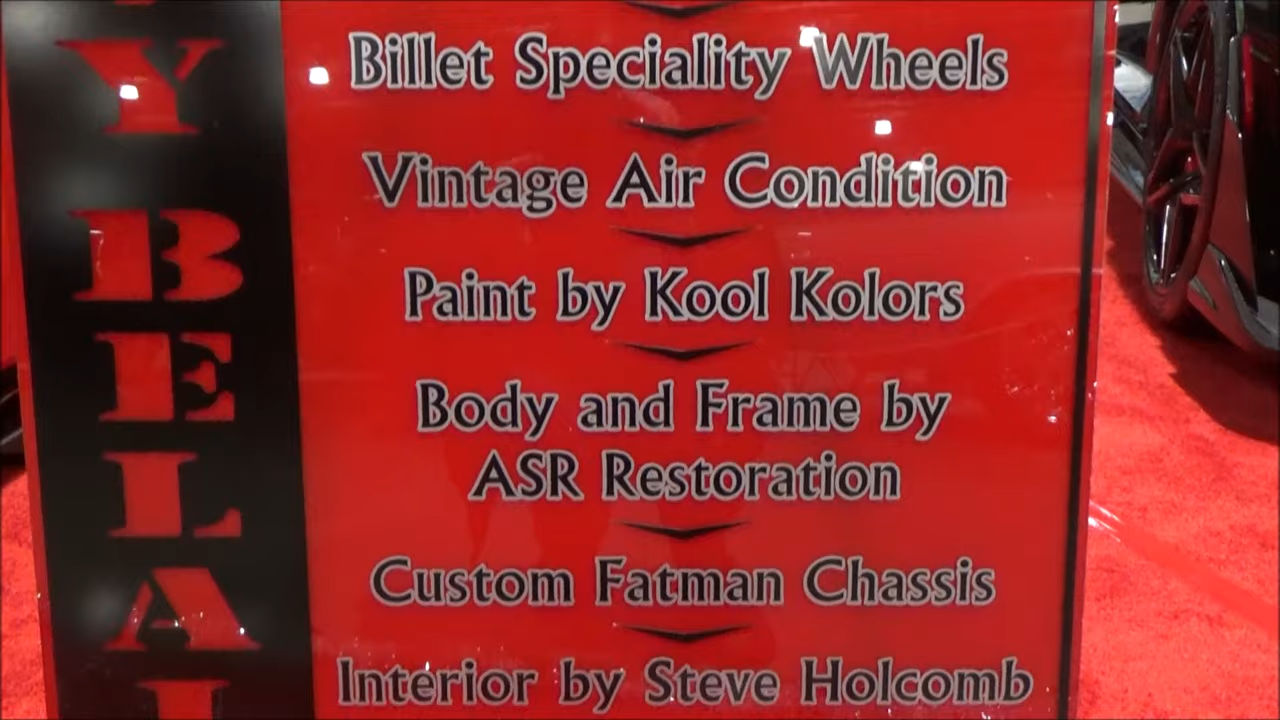 Y BELA
Billet Speciality Wheels
Vintage Air Condition
Paint by Kool Kolors
Body and Frame by
ASR Restoration
Custom Fatman Chassis
Interior by Steve Holcomb